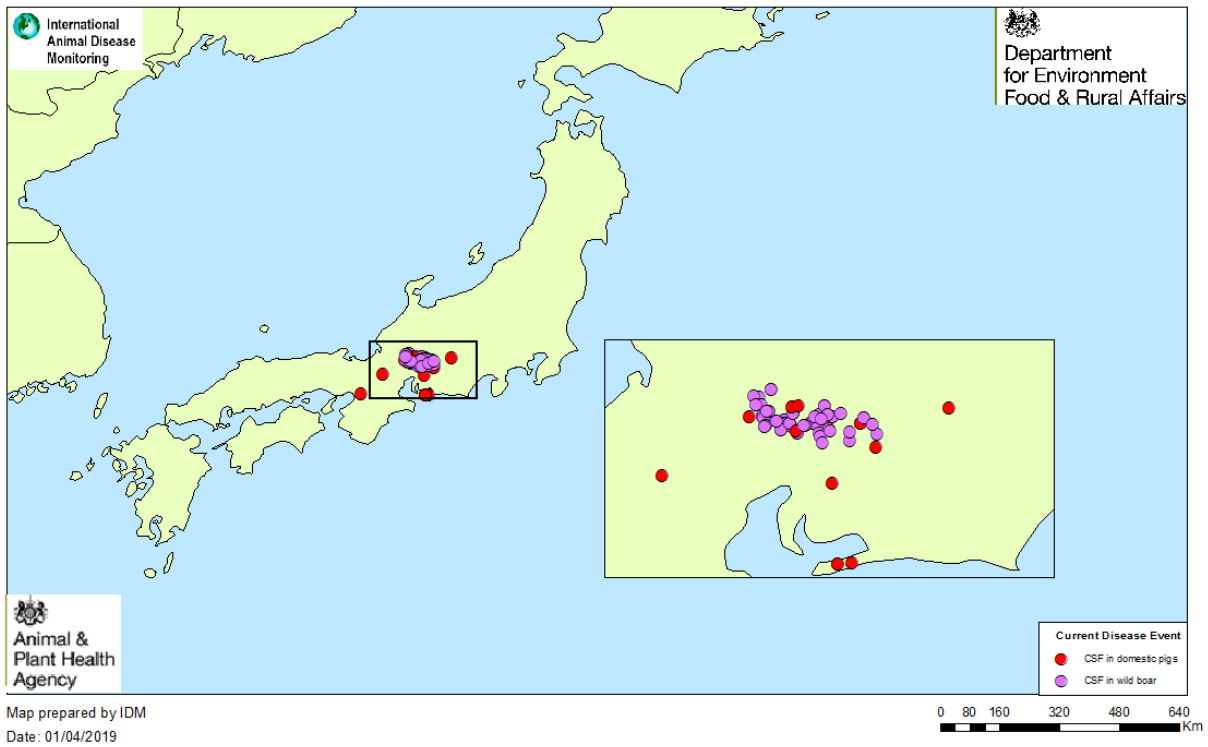 International
Animal Disease
Monitoring
Department
for Environment
Food & Rural Affairs
Current Disease Event
CSF in domestic pigs
CSF in wild boar
Animal &
Plant Health
Agency
Map prepared by IDM
Date: 01/04/2019
0 80 160 320 480 640
Km